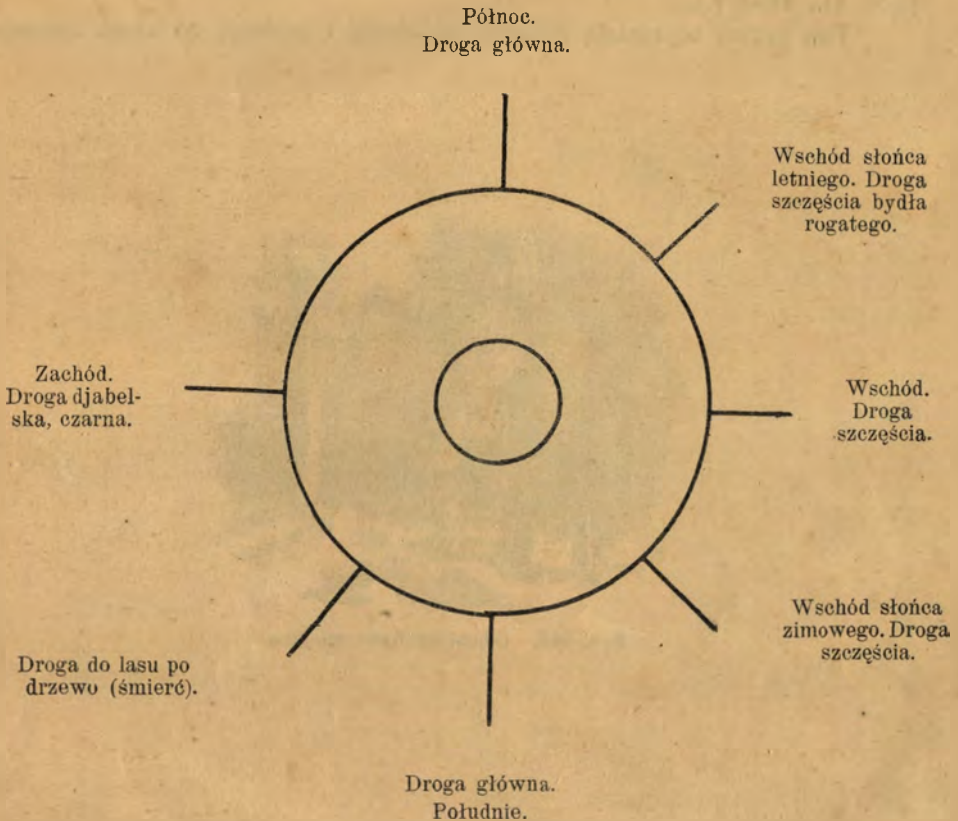 Północ.
Droga główna.
Wschód słońca
letniego. Droga
szczęścia bydła
rogatego.
Zachód.
Droga djabel-
ska, czarna.
Wschód.
Droga
szczęścia.
Wschód słońca
zimowego. Droga
szczęścia.
Droga do lasu po
drzewo (śmierć).
Droga główna.
Południe.